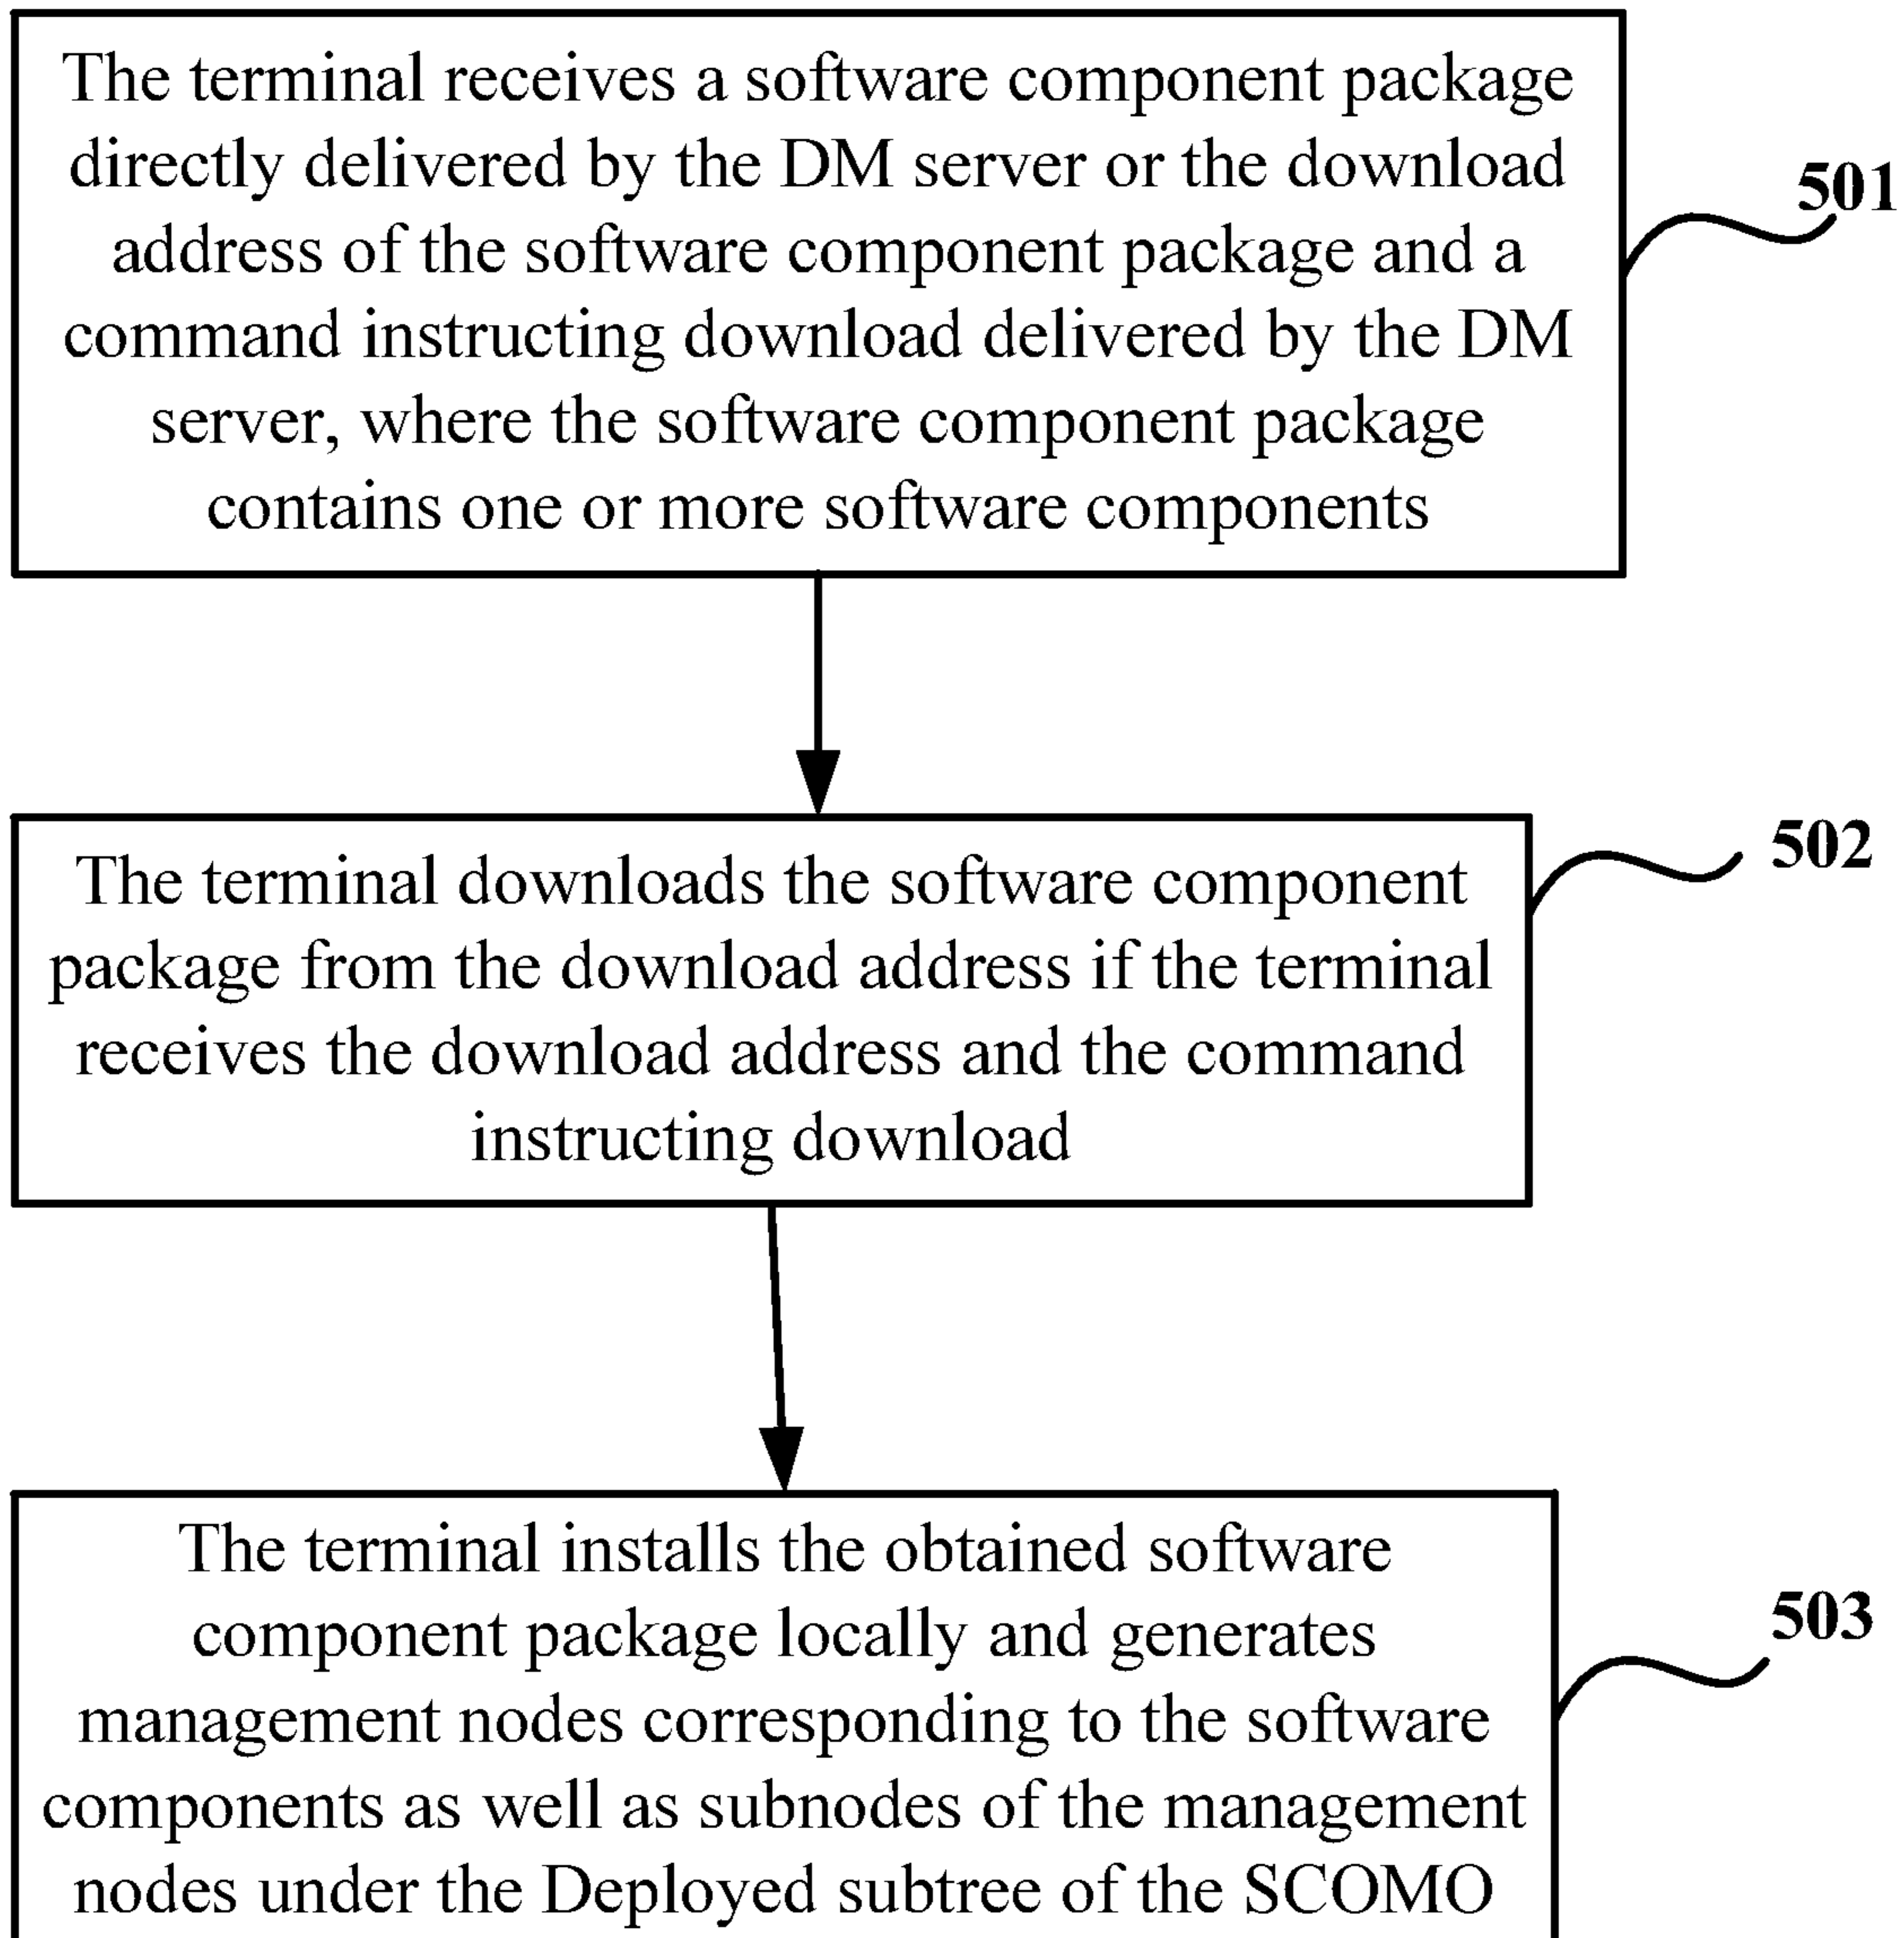 The terminal receives a software component package
directly delivered by the DM server or the download
address of the software component package and a
command instructing download delivered by the DM
server, where the software component package
contains one or more software components
501
The terminal downloads the software component
package from the download address if the terminal
receives the download address and the command
instructing download
502
The terminal installs the obtained software
component package locally and generates
management nodes corresponding to the software
components as well as subnodes of the management
nodes under the Deployed subtree of the SCOMO
503